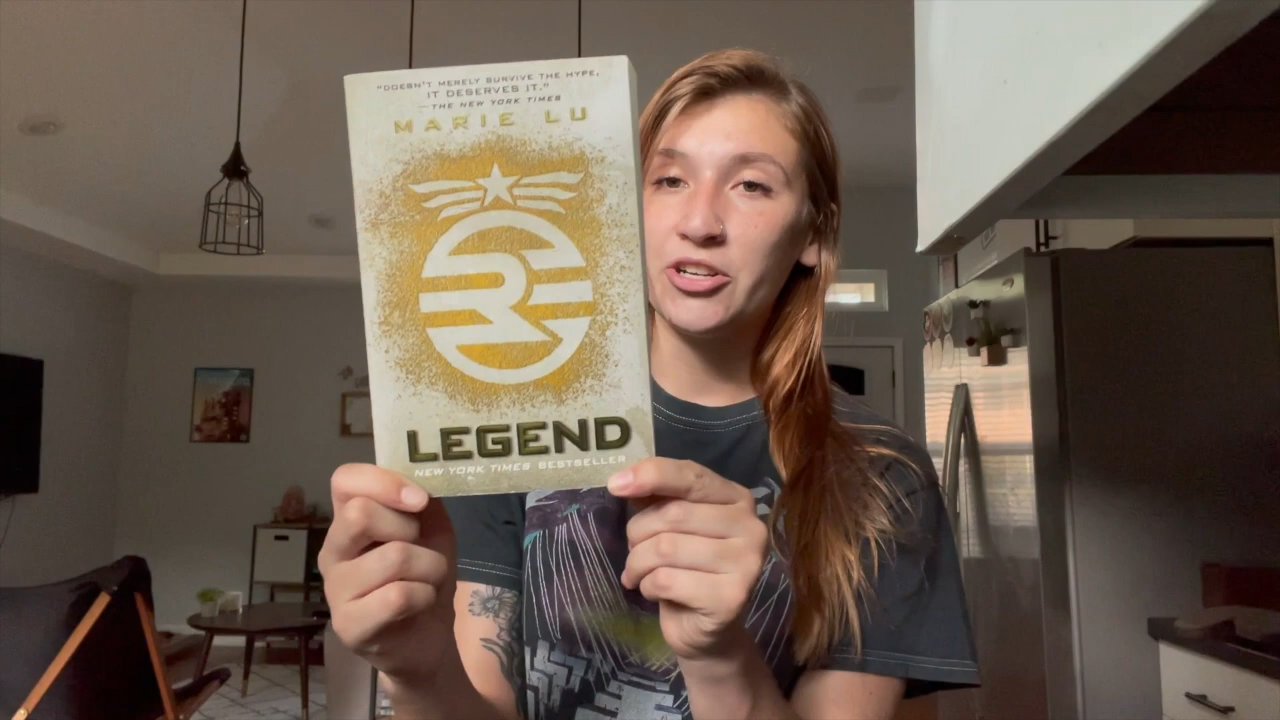 "DOESN'T MERELY SURVIVE THE HYPE,
IT DESERVES IT."
—THE NEW YORK TIMES
MARIE LU
LEGEND
NEW YORK TIMES BESTSELLER